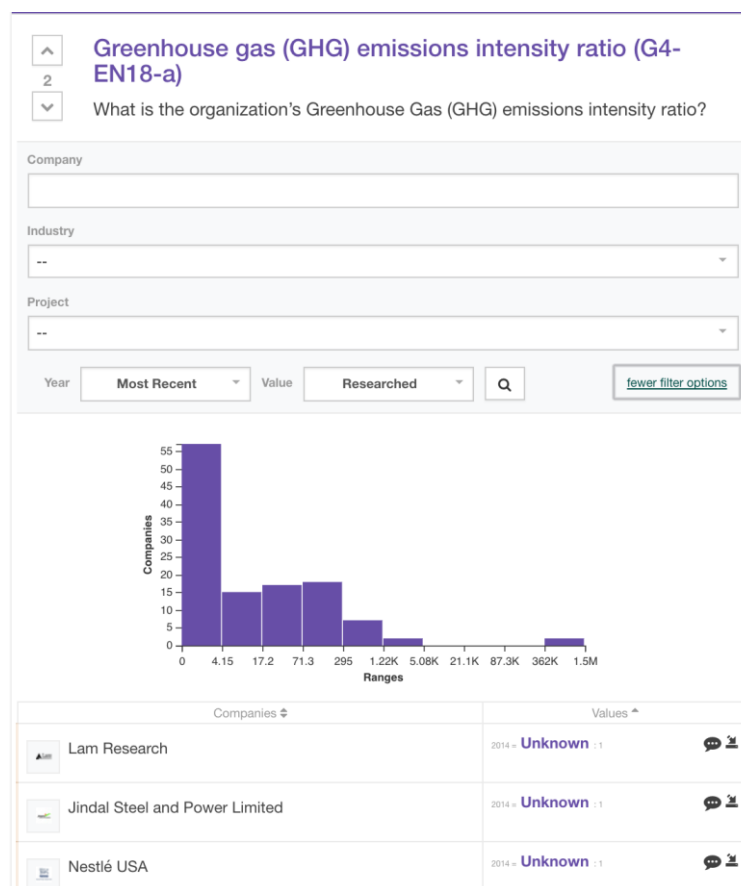 Greenhouse gas (GHG) emissions intensity ratio (G4-
EN18-a)
2
What is the organization's Greenhouse Gas (GHG) emissions intensity ratio?
Company
Industry
--
Project
--
Year Most Recent Value Researched fewer filter options
55
50
45
40
35
30
25
20
15
10
5
0
Companies
0 4.15 17.2 71.3 295 1.22K 5.08K 21.1K 87.3K 362K 1.5M
Ranges
Companies Values
Lam Research 2014 = Unknown : 1
Jindal Steel and Power Limited 2014 = Unknown : 1
Nestlé USA 2014 = Unknown : 1